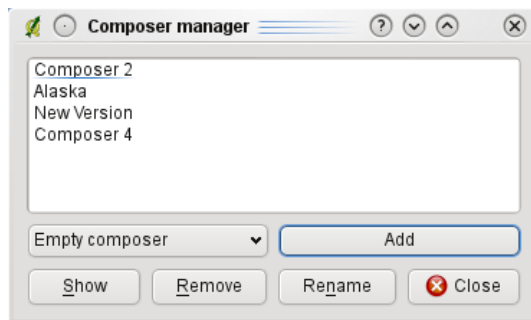 Composer manager
Composer 2
Alaska
New Version
Composer 4
Empty composer
Add
Show
Remove
Rename
Close